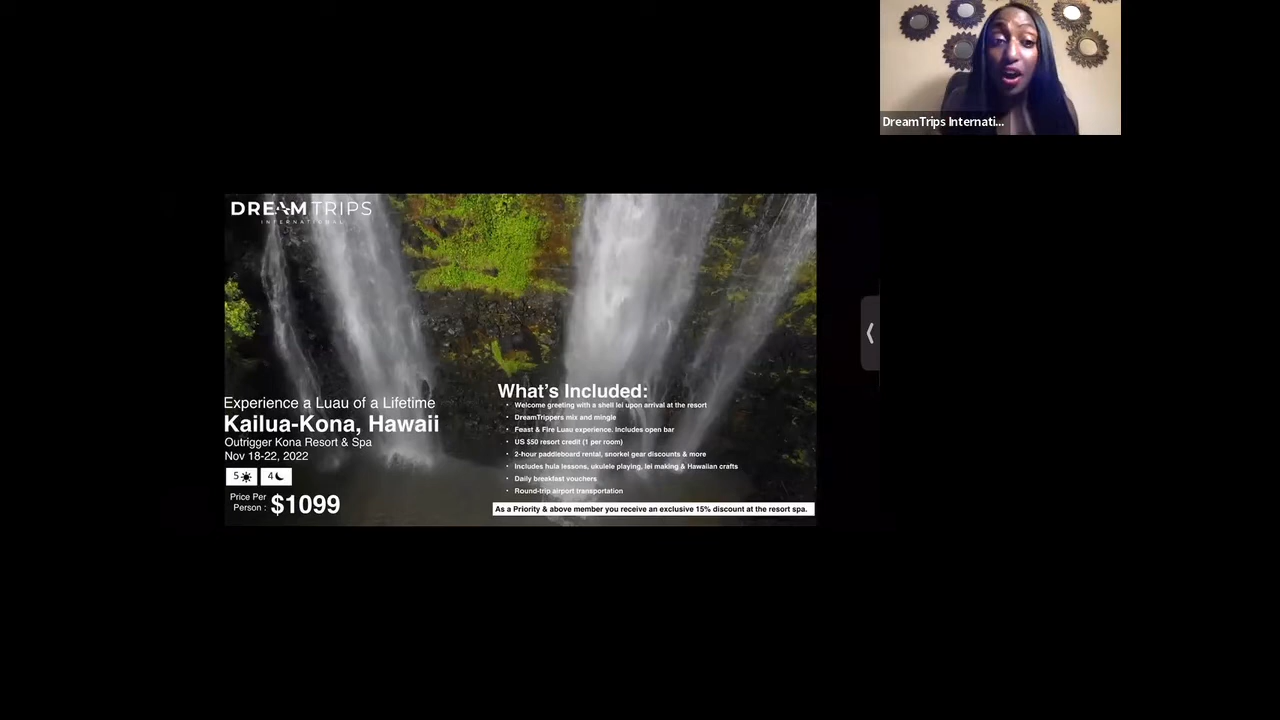 DreamTrips Internati...
DREAMTRIPS
INTERNATIONAL
Experience a Luau of a Lifetime
Kailua-Kona, Hawaii
Outrigger Kona Resort & Spa
Nov 18-22, 2022
5 4
Price Per
Person :
$1099
What's Included:
• Welcome greeting with a shell lei upon arrival at the resort
• DreamTrippers mix and mingle
• Feast & Fire Luau experience. Includes open bar
• US $50 resort credit (1 per room)
• 2-hour paddleboard rental, snorkel gear discounts & more
• Includes hula lessons, ukulele playing, lei making & Hawaiian crafts
• Daily breakfast vouchers
• Round-trip airport transportation
As a Priority & above member you receive an exclusive 15% discount at the resort spa.